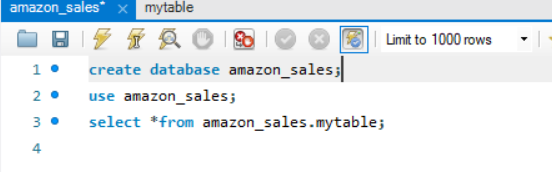 amazon_sales* × mytable
Limit to 1000 rows
1 create database amazon_sales;
2 use amazon_sales;
3 select *from amazon_sales.mytable;
4